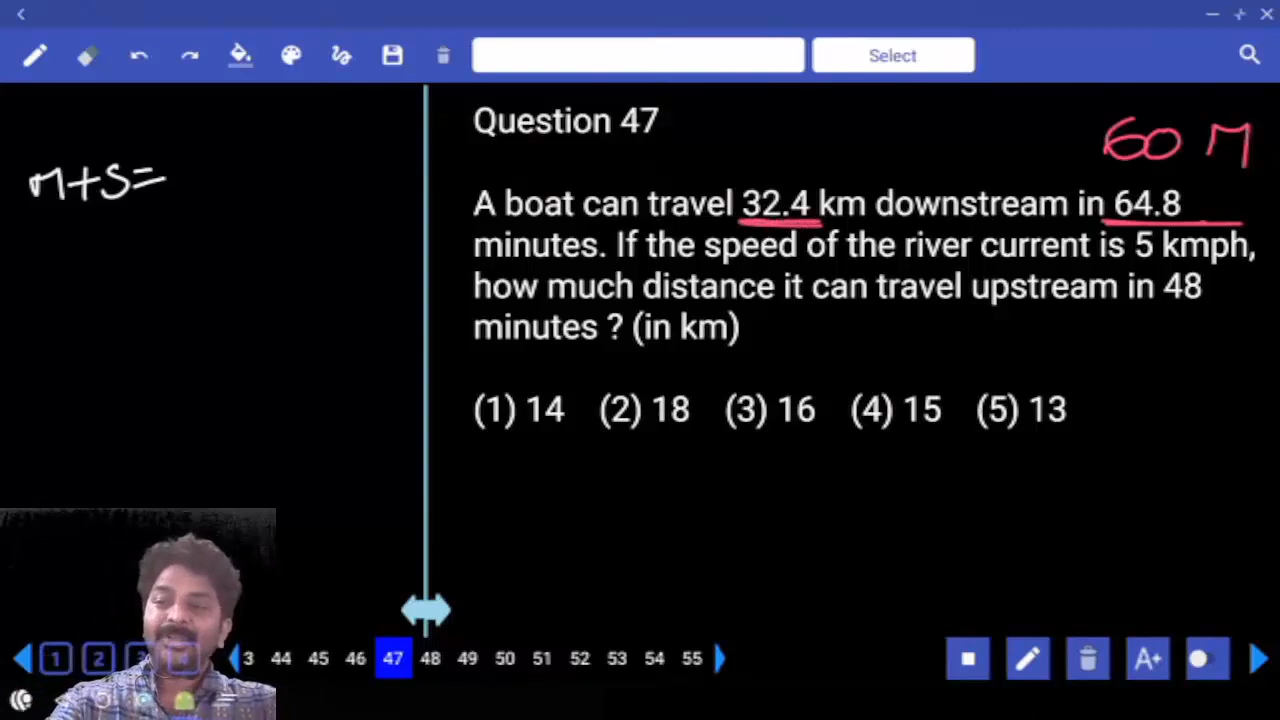 Select
Question 47
60 M
M+S=
A boat can travel 32.4 km downstream in 64.8
minutes. If the speed of the river current is 5 kmph,
how much distance it can travel upstream in 48
minutes ? (in km)
(1) 14 (2) 18 (3) 16 (4) 15 (5) 13
1 2 3 44 45 46 47 48 49 50 51 52 53 54 55
A+